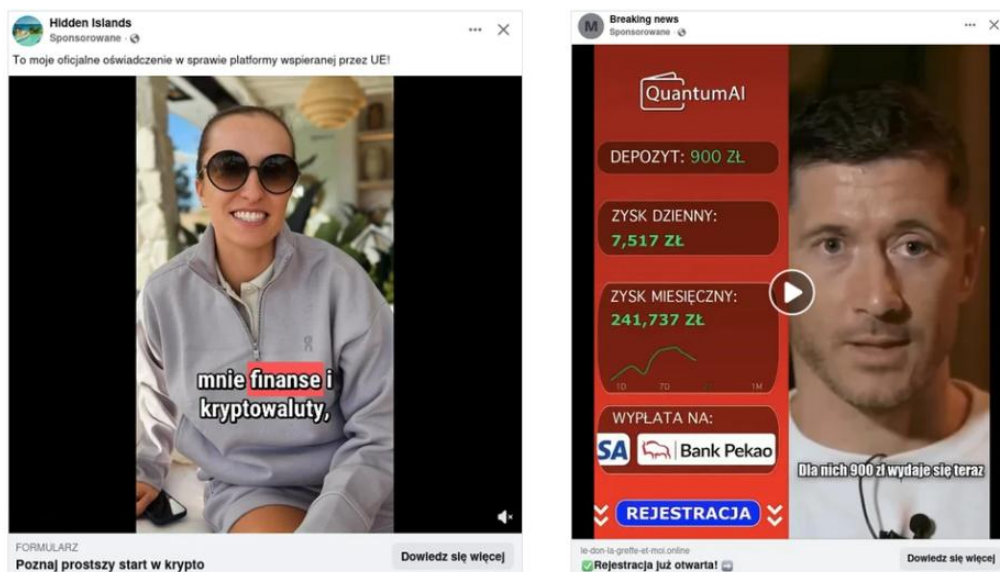 Hidden Islands
Sponsorowane ·
To moje oficjalne oświadczenie w sprawie platformy wspieranej przez UE!
mnie finanse i
kryptowaluty,
FORMULARZ
Poznaj prostszy start w krypto
Dowiedz się więcej
M
Breaking news
Sponsorowane ·
QuantumAI
DEPOZYT: 900 ZŁ
ZYSK DZIENNY:
7,517 ZŁ
ZYSK MIESIĘCZNY:
241,737 ZŁ
1D 7D 1M
WYPŁATA NA:
SA Bank Pekao
REJESTRACJA
Dla nich 900 zł wydaje się teraz
le-don-la-greffe-et-moi.online
✅Rejestracja już otwarta! ➡️
Dowiedz się więcej